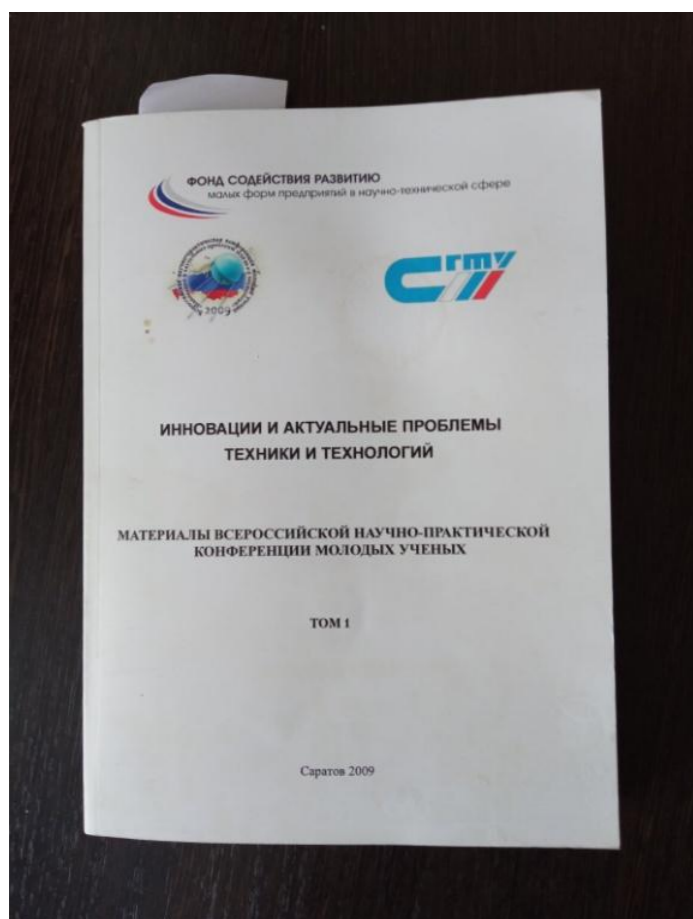 ФОНД СОДЕЙСТВИЯ РАЗВИТИЮ
малых форм предприятий в научно-технической сфере
2009
СГТУ
ИННОВАЦИИ И АКТУАЛЬНЫЕ ПРОБЛЕМЫ
ТЕХНИКИ И ТЕХНОЛОГИЙ
МАТЕРИАЛЫ ВСЕРОССИЙСКОЙ НАУЧНО-ПРАКТИЧЕСКОЙ
КОНФЕРЕНЦИИ МОЛОДЫХ УЧЕНЫХ
ТОМ 1
Саратов 2009